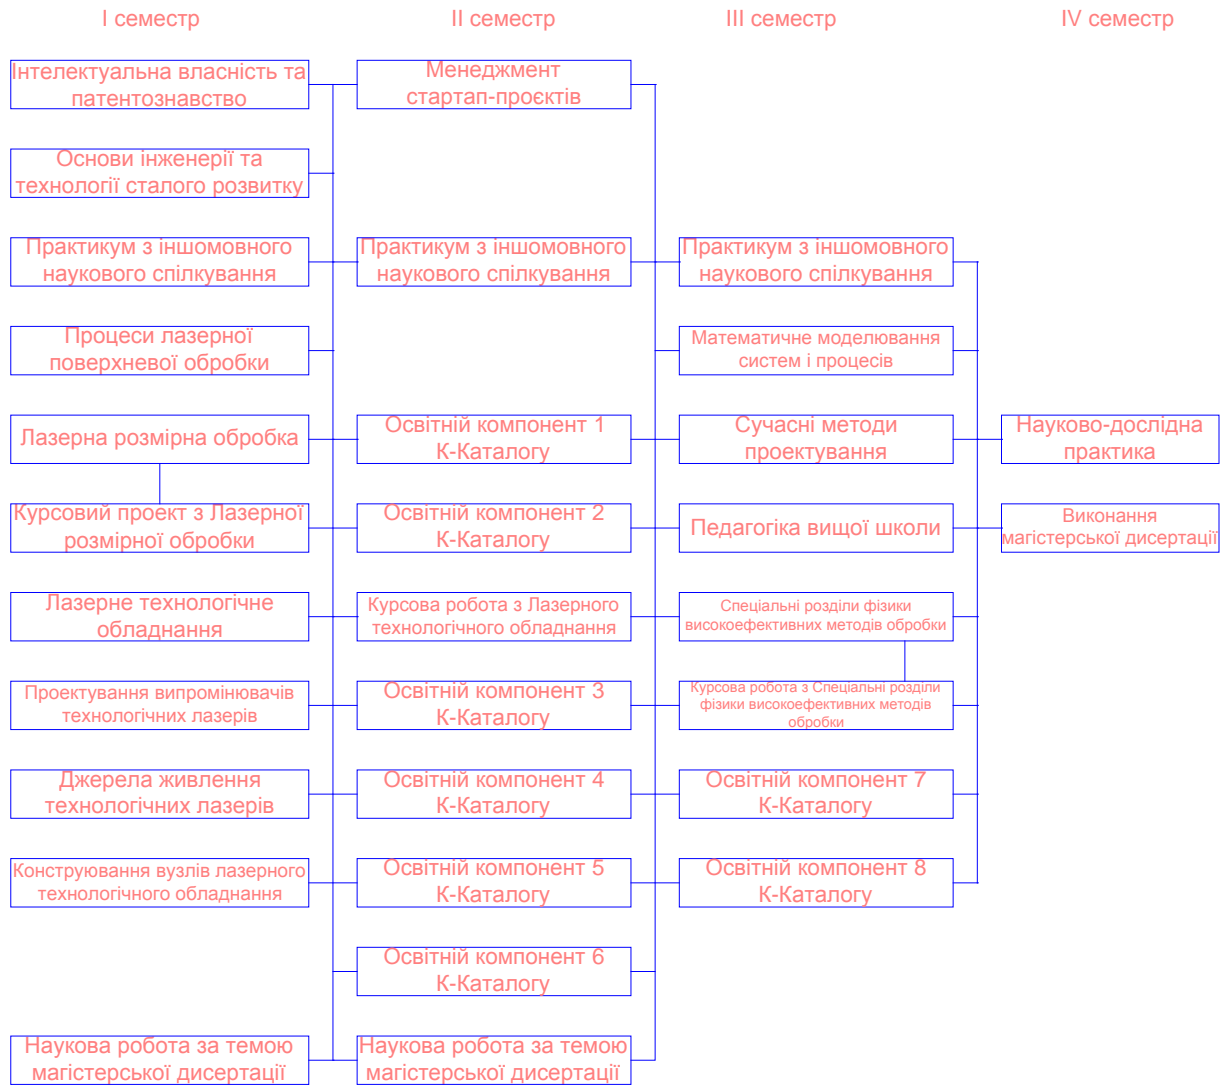 I семестр
II семестр
III семестр
IV семестр
Інтелектуальна власність та
патентознавство
Менеджмент
стартап-проєктів
Основи інженерії та
технології сталого розвитку
Практикум з іншомовного
наукового спілкування
Практикум з іншомовного
наукового спілкування
Практикум з іншомовного
наукового спілкування
Процеси лазерної
поверхневої обробки
Математичне моделювання
систем і процесів
Лазерна розмірна обробка
Освітній компонент 1
К-Каталогу
Сучасні методи
проектування
Науково-дослідна
практика
Курсовий проект з Лазерної
розмірної обробки
Освітній компонент 2
К-Каталогу
Педагогіка вищої школи
Виконання
магістерської дисертації
Лазерне технологічне
обладнання
Курсова робота з Лазерного
технологічного обладнання
Спеціальні розділи фізики
високоефективних методів обробки
Проектування випромінювачів
технологічних лазерів
Освітній компонент 3
К-Каталогу
Курсова робота з Спеціальні розділи
фізики високоефективних методів
обробки
Джерела живлення
технологічних лазерів
Освітній компонент 4
К-Каталогу
Освітній компонент 7
К-Каталогу
Конструювання вузлів лазерного
технологічного обладнання
Освітній компонент 5
К-Каталогу
Освітній компонент 8
К-Каталогу
Освітній компонент 6
К-Каталогу
Наукова робота за темою
магістерської дисертації
Наукова робота за темою
магістерської дисертації